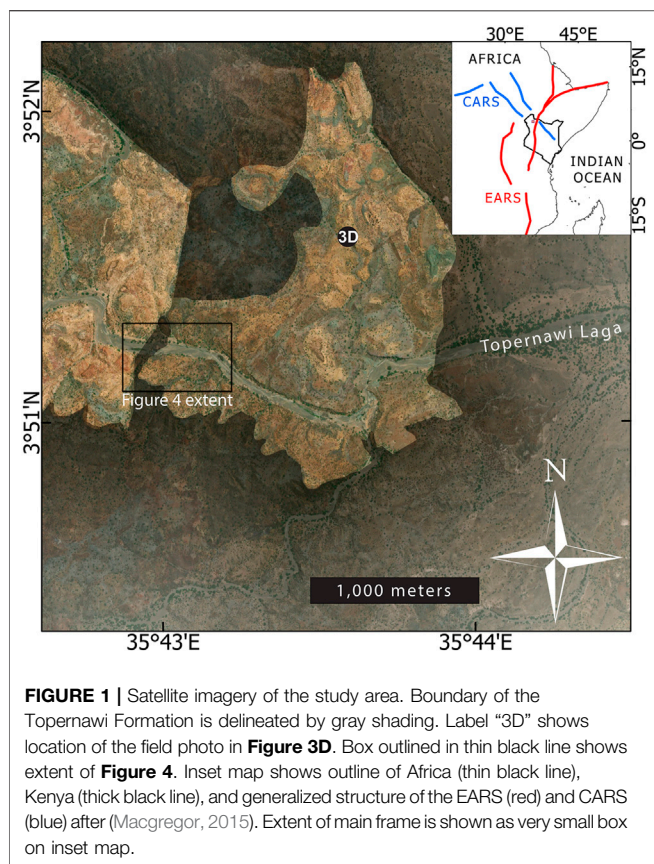 30°E 45°E
AFRICA
15°N
CARS
0°
INDIAN
OCEAN
EARS
15°S
3°52'N
3D
Topernawi Laga
Figure 4 extent
3°51'N
N
1,000 meters
35°43'E 35°44'E
FIGURE 1 | Satellite imagery of the study area. Boundary of the
Topernawi Formation is delineated by gray shading. Label “3D” shows
location of the field photo in Figure 3D. Box outlined in thin black line shows
extent of Figure 4. Inset map shows outline of Africa (thin black line),
Kenya (thick black line), and generalized structure of the EARS (red) and CARS
(blue) after (Macgregor, 2015). Extent of main frame is shown as very small box
on inset map.